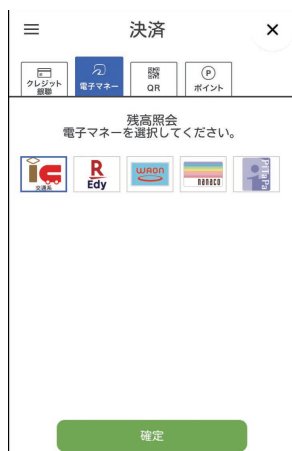 決済
クレジット
銀聯
電子マネー
QR
P
ポイント
残高照会
電子マネーを選択してください。
交通系
R
Edy
WAON
nanaco
PiTaPa
確定